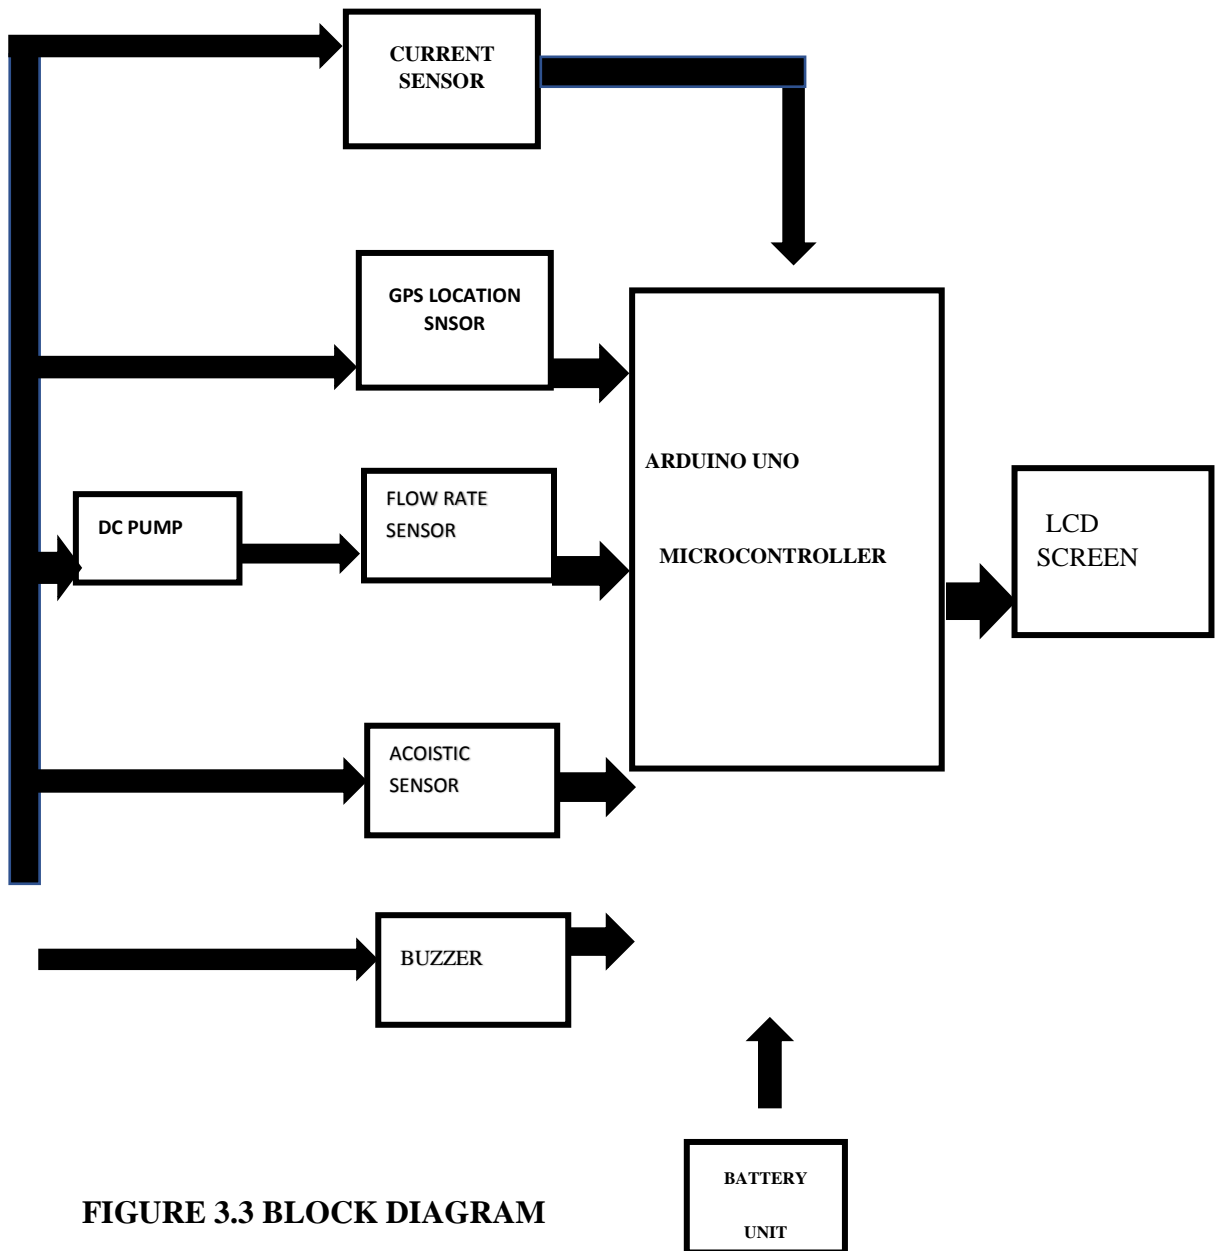 CURRENT
SENSOR
GPS LOCATION
SNSOR
ARDUINO UNO
MICROCONTROLLER
DC PUMP
FLOW RATE
SENSOR
LCD
SCREEN
ACOISTIC
SENSOR
BUZZER
BATTERY
UNIT
FIGURE 3.3 BLOCK DIAGRAM